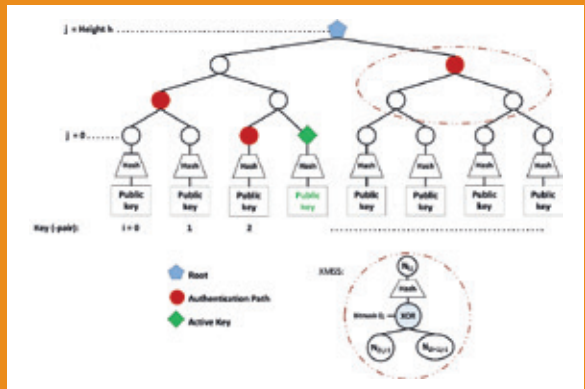 j = Height h
j = 0
Hash Hash Hash Hash Hash Hash Hash Hash
Public key Public key Public key Public key Public key Public key Public key Public key
Key (-pair): i = 0 1 2
Root
Authentication Path
Active Key
XMSS:
Hash
XOR